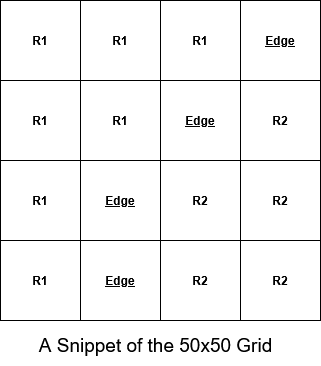 R1 R1 R1 Edge
R1 R1 Edge R2
R1 Edge R2 R2
R1 Edge R2 R2
A Snippet of the 50x50 Grid